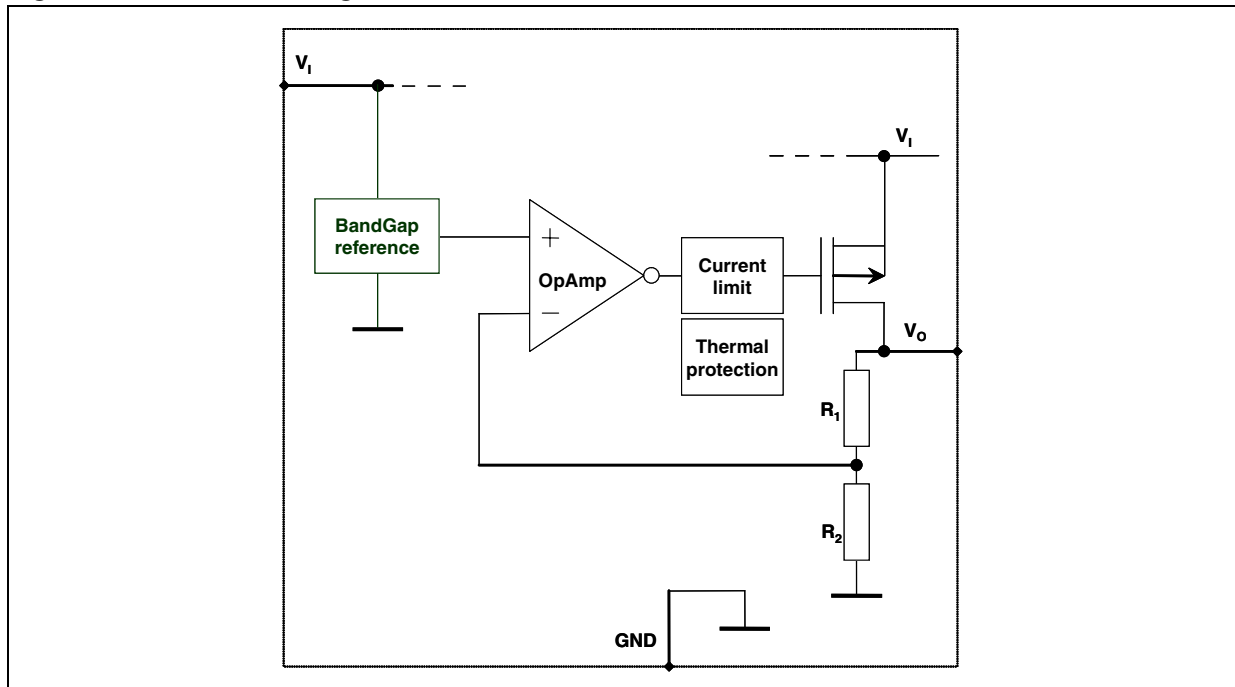 V_I
V_I
BandGap
reference
+
OpAmp
−
Current
limit
Thermal
protection
V_O
R_1
R_2
GND